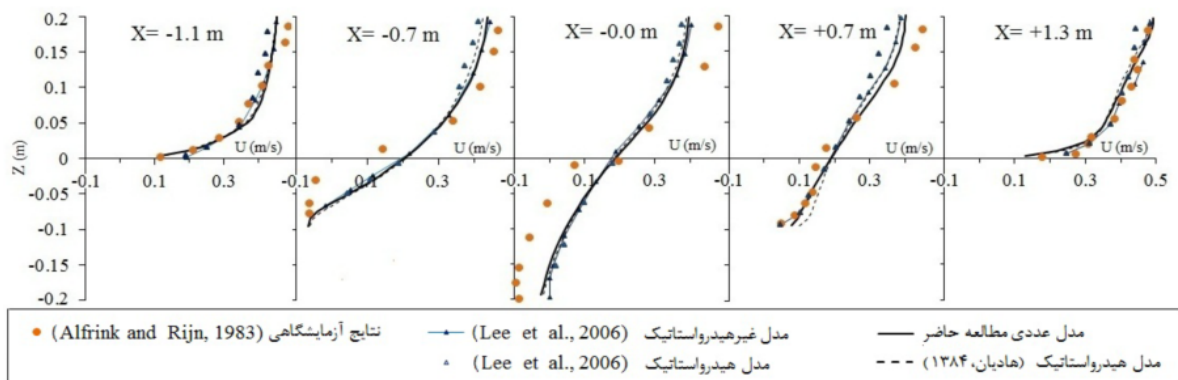 X= -1.1 m
X= -0.7 m
X= -0.0 m
X= +0.7 m
X= +1.3 m
Z (m)
0.2
0.15
0.1
0.05
0
-0.05
-0.1
-0.15
-0.2
U (m/s)
U (m/s)
U (m/s)
U (m/s)
U (m/s)
-0.1 0.1 0.3 -0.1 0.1 0.3 -0.1 0.1 0.3 -0.1 0.1 0.3 -0.1 0.1 0.3 0.5
نتایج آزمایشگاهی (Alfrink and Rijn, 1983)
مدل غیرهیدرواستاتیک (Lee et al., 2006)
مدل عددی مطالعه حاضر
مدل هیدرواستاتیک (Lee et al., 2006)
مدل هیدرواستاتیک (هادیان، ۱۳۸۴)